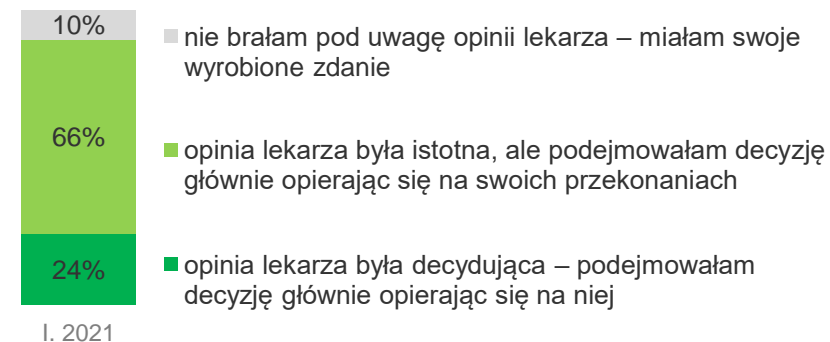 10%
nie brałam pod uwagę opinii lekarza – miałam swoje
wyrobione zdanie
66%
opinia lekarza była istotna, ale podejmowałam decyzję
głównie opierając się na swoich przekonaniach
24%
opinia lekarza była decydująca – podejmowałam
decyzję głównie opierając się na niej
I. 2021